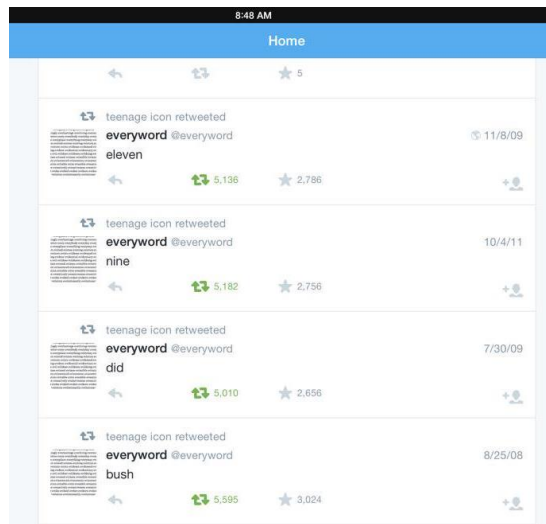 8:48 AM
Home
5
teenage icon retweeted
everyword @everyword 11/8/09
eleven
5,136 2,786
teenage icon retweeted
everyword @everyword 10/4/11
nine
5,182 2,756
teenage icon retweeted
everyword @everyword 7/30/09
did
5,010 2,656
teenage icon retweeted
everyword @everyword 8/25/08
bush
5,595 3,024